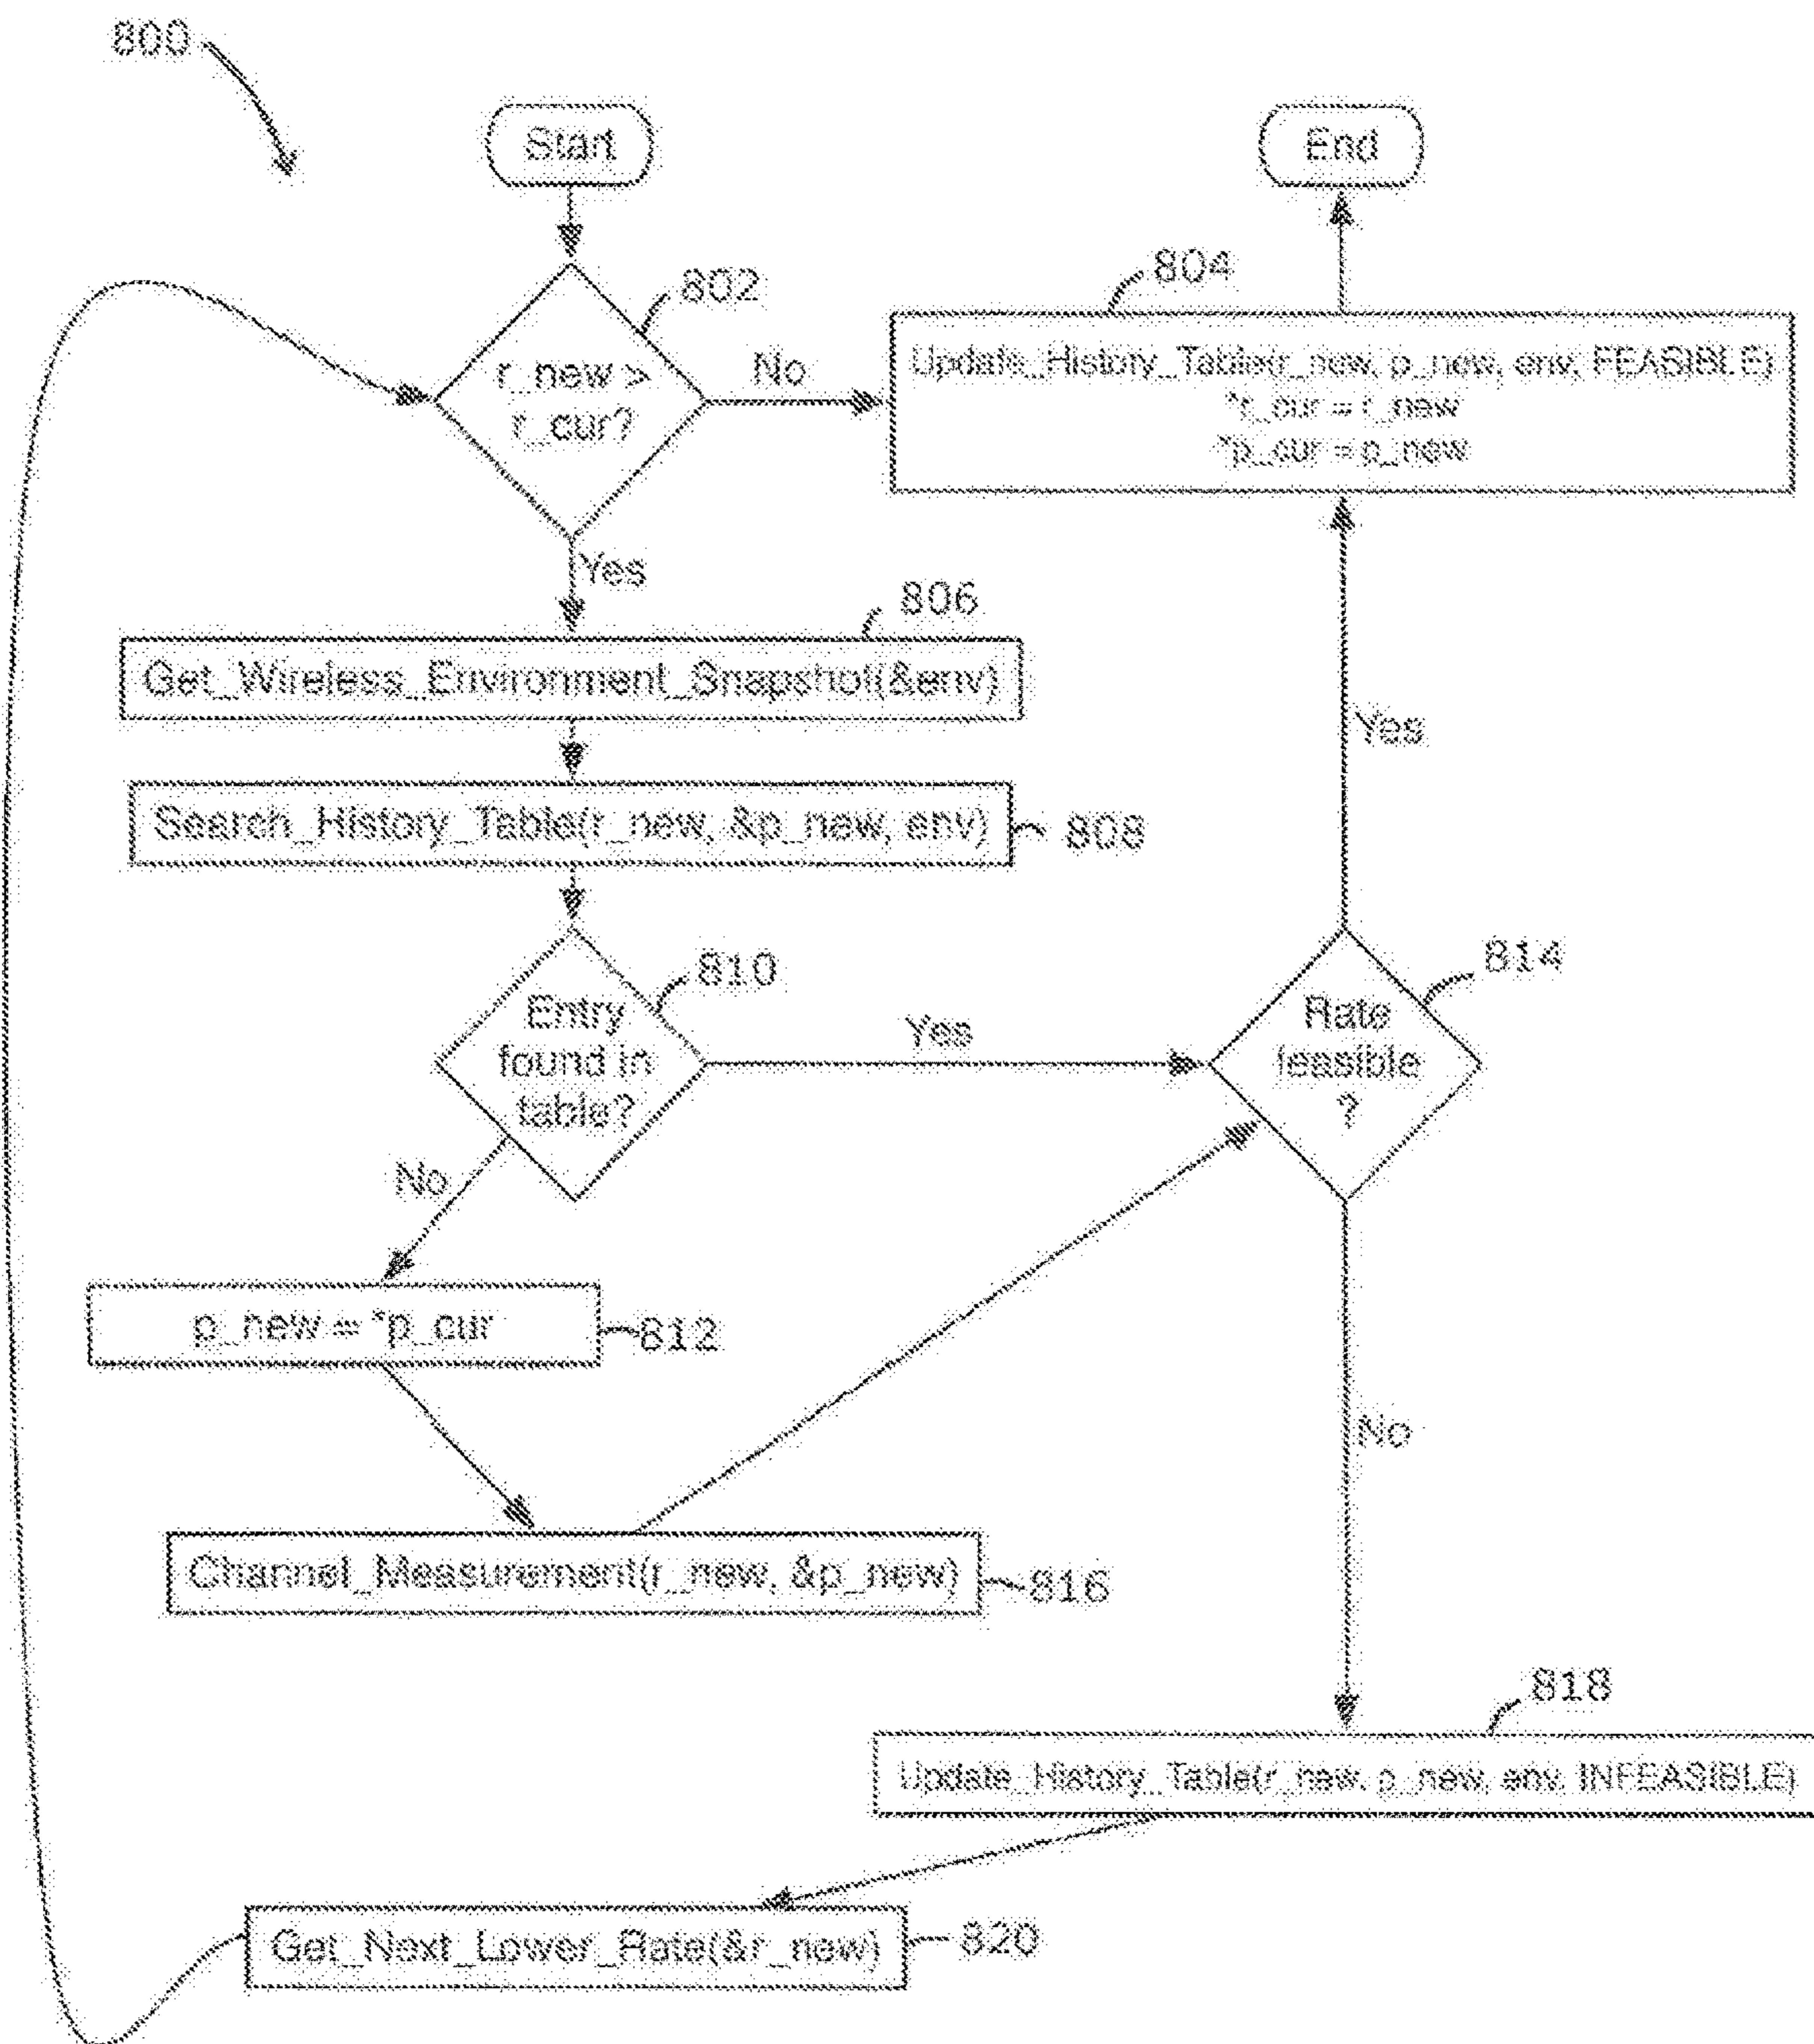 800
Start
End
802
804
r_new >
r_cur?
No
Update_History_Table(r_new, p_new, env, FEASIBLE)
*r_cur = r_new
*p_cur = p_new
Yes
806
Get_Wireless_Environment_Snapshot(&env)
Search_History_Table(r_new, &p_new, env)
808
Yes
810
Entry
found in
table?
Yes
814
Rate
feasible
?
No
p_new = *p_cur
812
No
Channel_Measurement(r_new, &p_new)
816
818
Update_History_Table(r_new, p_new, env, INFEASIBLE)
Get_Next_Lower_Rate(&r_new)
820